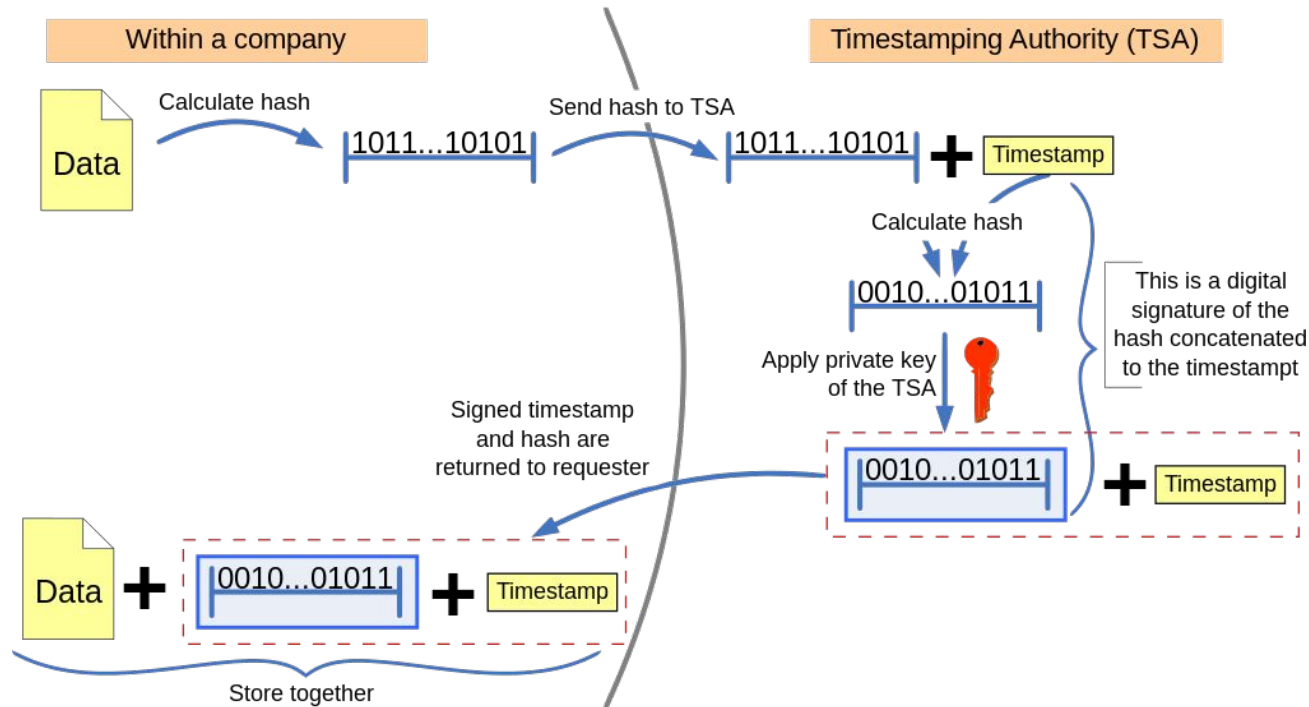 Within a company
Timestamping Authority (TSA)
Calculate hash
Send hash to TSA
Data
1011...10101
1011...10101
Timestamp
Calculate hash
0010...01011
This is a digital
signature of the
hash concatenated
to the timestampt
Apply private key
of the TSA
Signed timestamp
and hash are
returned to requester
0010...01011
Timestamp
Data
0010...01011
Timestamp
Store together